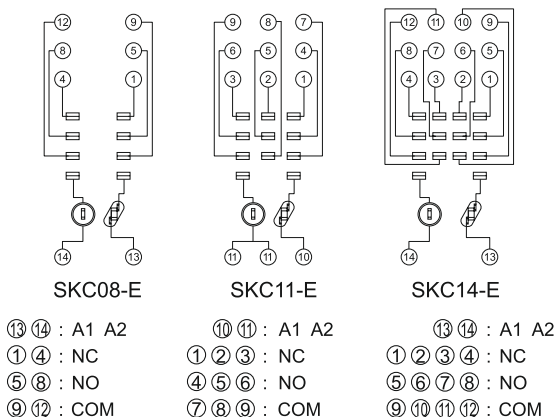 ⑫ ⑨ ⑨ ⑧ ⑦ ⑫ ⑪ ⑩ ⑨
⑧ ⑤ ⑥ ⑤ ④ ⑧ ⑦ ⑥ ⑤
④ ① ③ ② ① ④ ③ ② ①
⑭ ⑬ ⑪ ⑪ ⑩ ⑭ ⑬
SKC08-E SKC11-E SKC14-E
⑬ ⑭ : A1 A2 ⑩ ⑪ : A1 A2 ⑬ ⑭ : A1 A2
① ④ : NC ① ② ③ : NC ① ② ③ ④ : NC
⑤ ⑧ : NO ④ ⑤ ⑥ : NO ⑤ ⑥ ⑦ ⑧ : NO
⑨ ⑫ : COM ⑦ ⑧ ⑨ : COM ⑨ ⑩ ⑪ ⑫ : COM